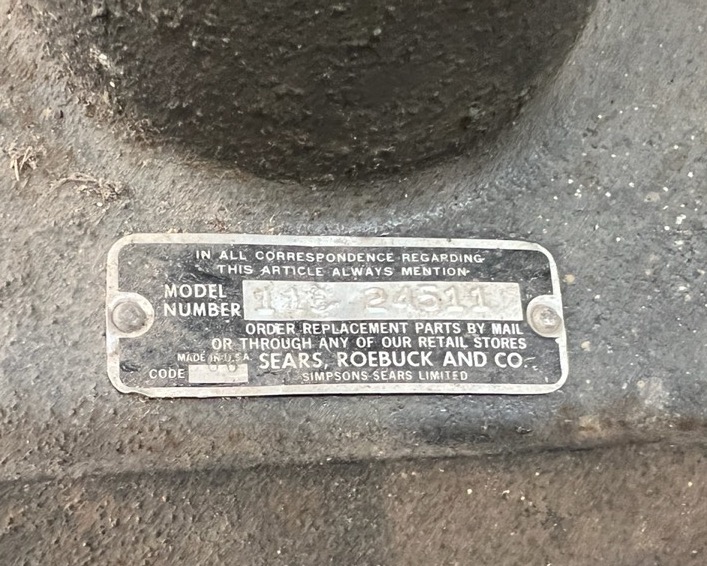 IN ALL CORRESPONDENCE REGARDING
THIS ARTICLE ALWAYS MENTION
MODEL
NUMBER 113 24511
ORDER REPLACEMENT PARTS BY MAIL
OR THROUGH ANY OF OUR RETAIL STORES
MADE IN U.S.A. SEARS, ROEBUCK AND CO.
CODE
SIMPSONS-SEARS LIMITED